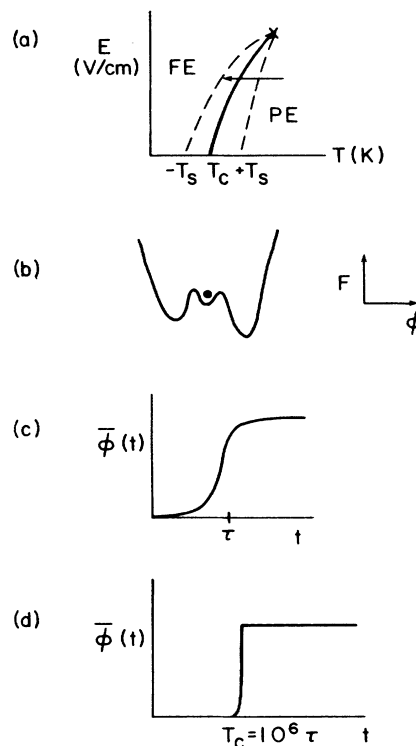 (a)
E
(V/cm)
FE
PE
T(K)
-Ts Tc +Ts
(b)
F
ϕ
(c)
ϕ̅(t)
τ
t
(d)
ϕ̅(t)
Tc=10⁶ τ
t